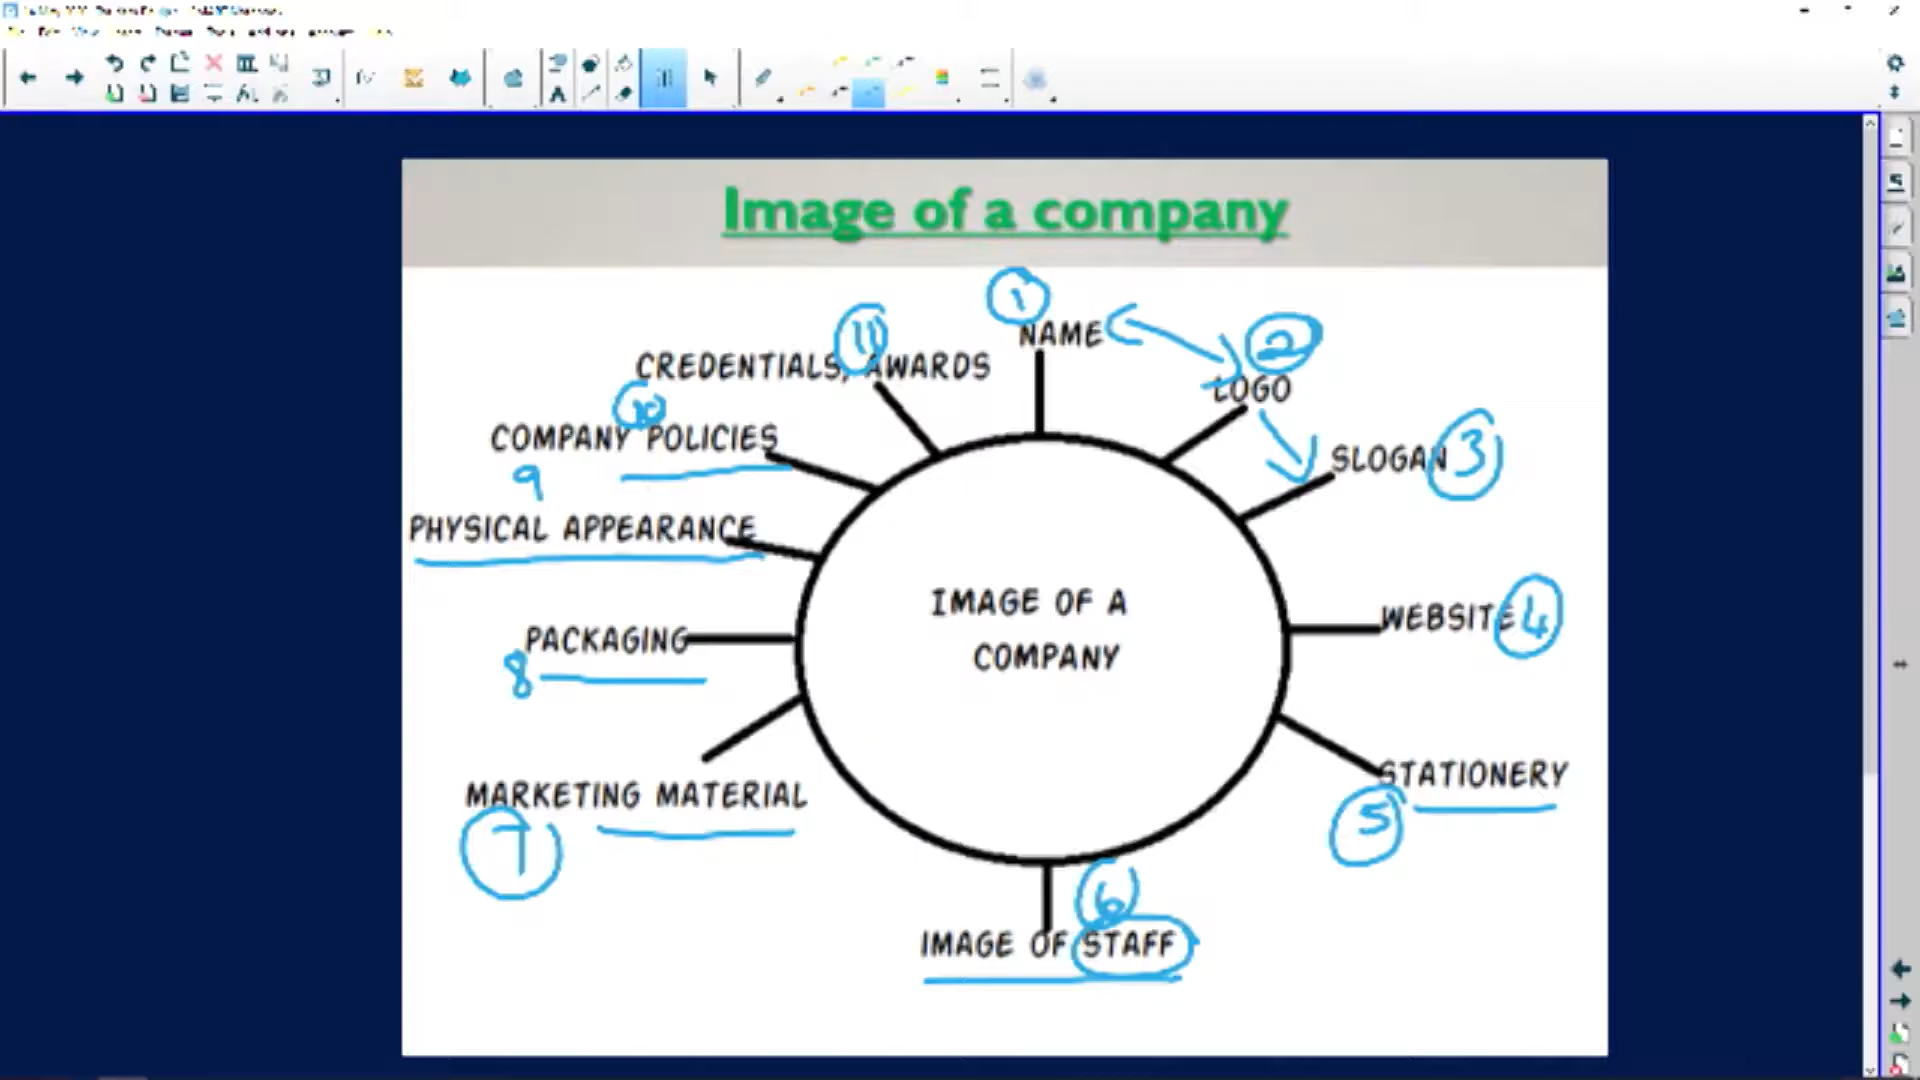 Image of a company
1
NAME
2
LOGO
11
CREDENTIALS, AWARDS
10
COMPANY POLICIES
SLOGAN 3
9
PHYSICAL APPEARANCE
IMAGE OF A
COMPANY
WEBSITE 4
PACKAGING
8
STATIONERY
5
MARKETING MATERIAL
7
6
IMAGE OF STAFF